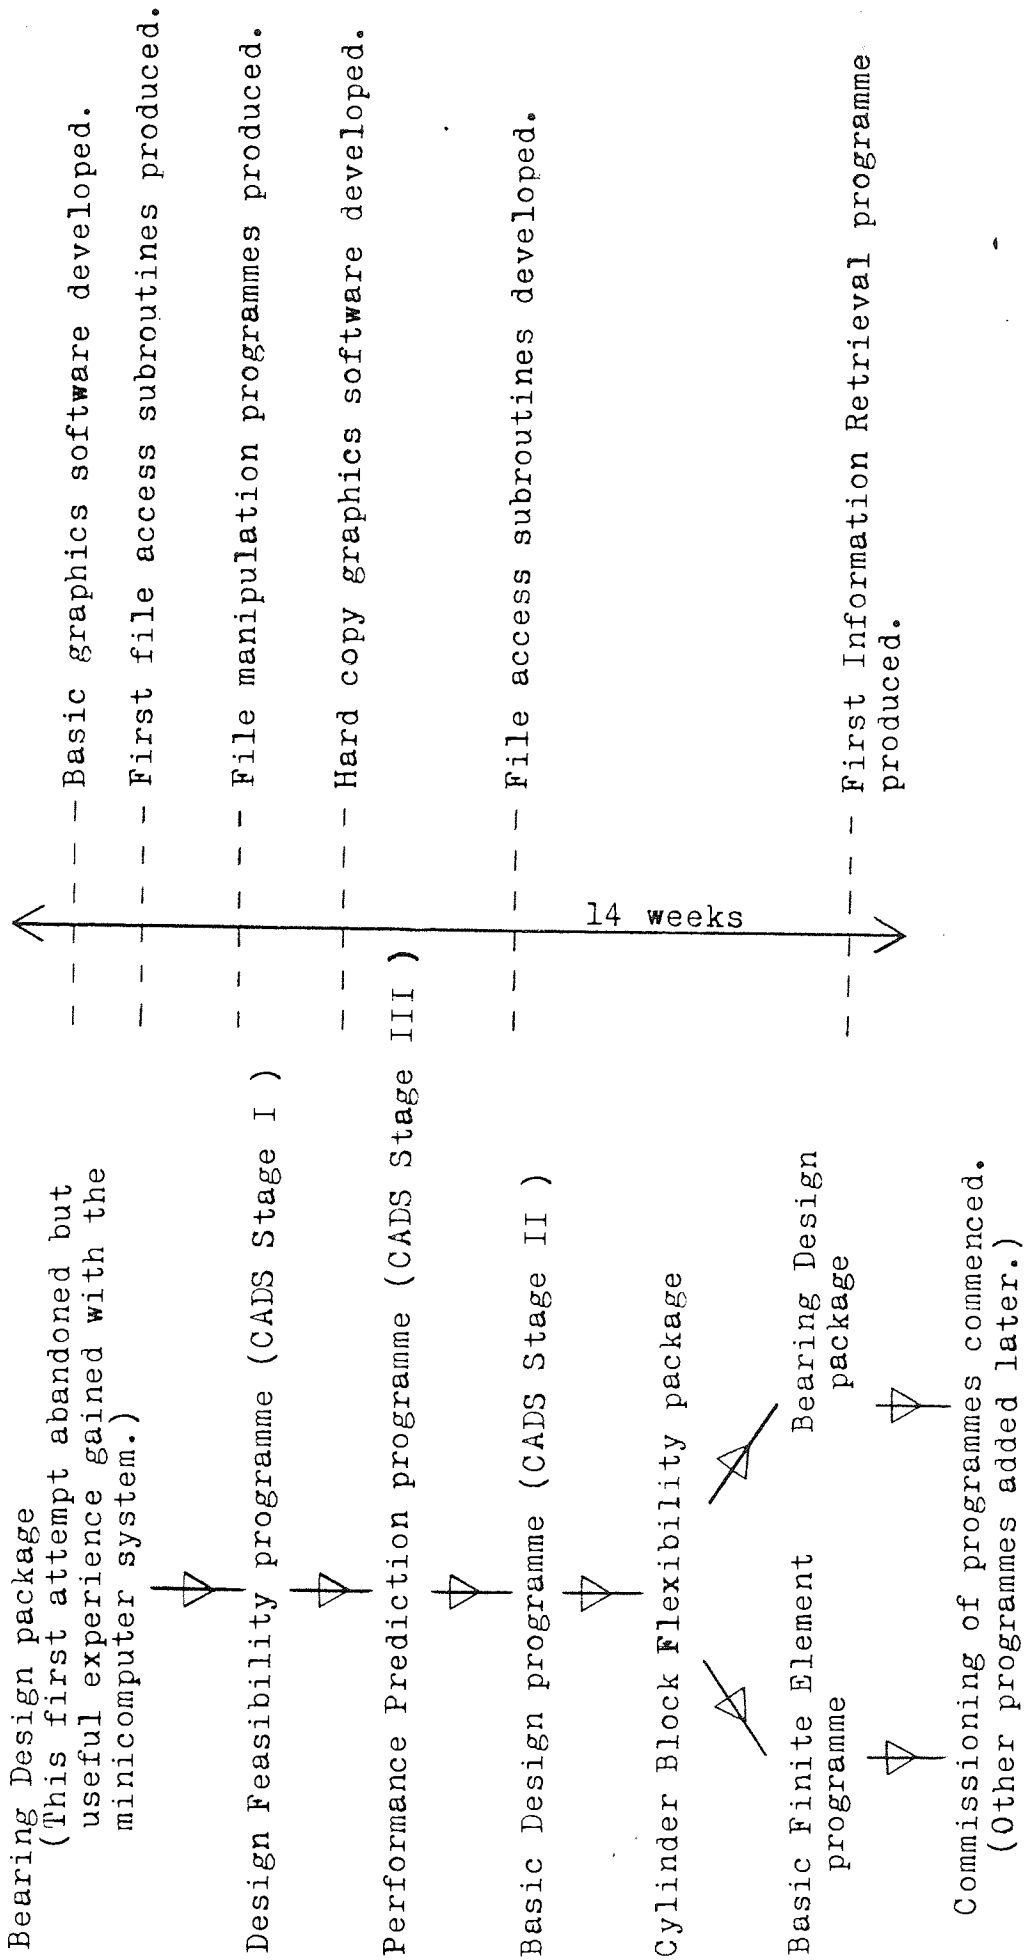 Bearing Design package
(This first attempt abandoned but
useful experience gained with the
minicomputer system.)
Design Feasibility programme (CADS Stage I )
Performance Prediction programme (CADS Stage III )
Basic Design programme (CADS Stage II )
Cylinder Block Flexibility package
Basic Finite Element
programme
Bearing Design
package
Commissioning of programmes commenced.
(Other programmes added later.)
14 weeks
Basic graphics software developed.
First file access subroutines produced.
File manipulation programmes produced.
Hard copy graphics software developed.
File access subroutines developed.
First Information Retrieval programme
produced.